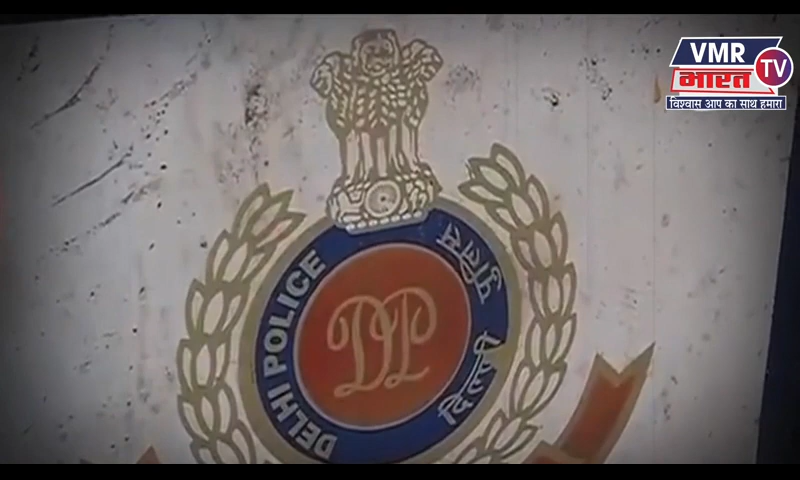 VMR
भारत
TV
विश्वास आप का साथ हमारा
DELHI POLICE
दिल्ली पुलिस
DP